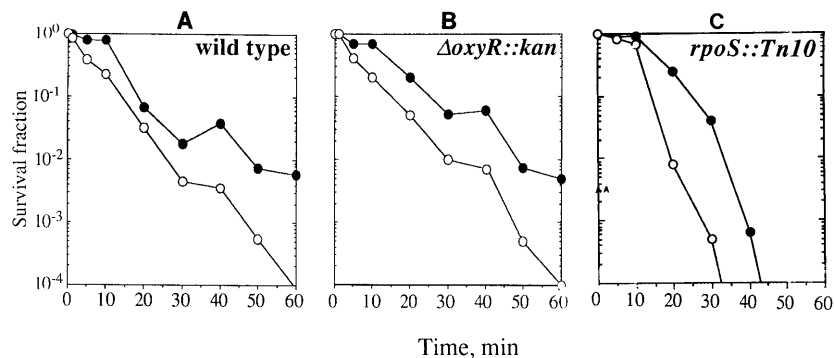 A
B
C
wild type
ΔoxyR::kan
rpoS::Tn10
Survival fraction
10⁰
10⁻¹
10⁻²
10⁻³
10⁻⁴
0 10 20 30 40 50 60
0 10 20 30 40 50 60
0 10 20 30 40 50 60
Time, min